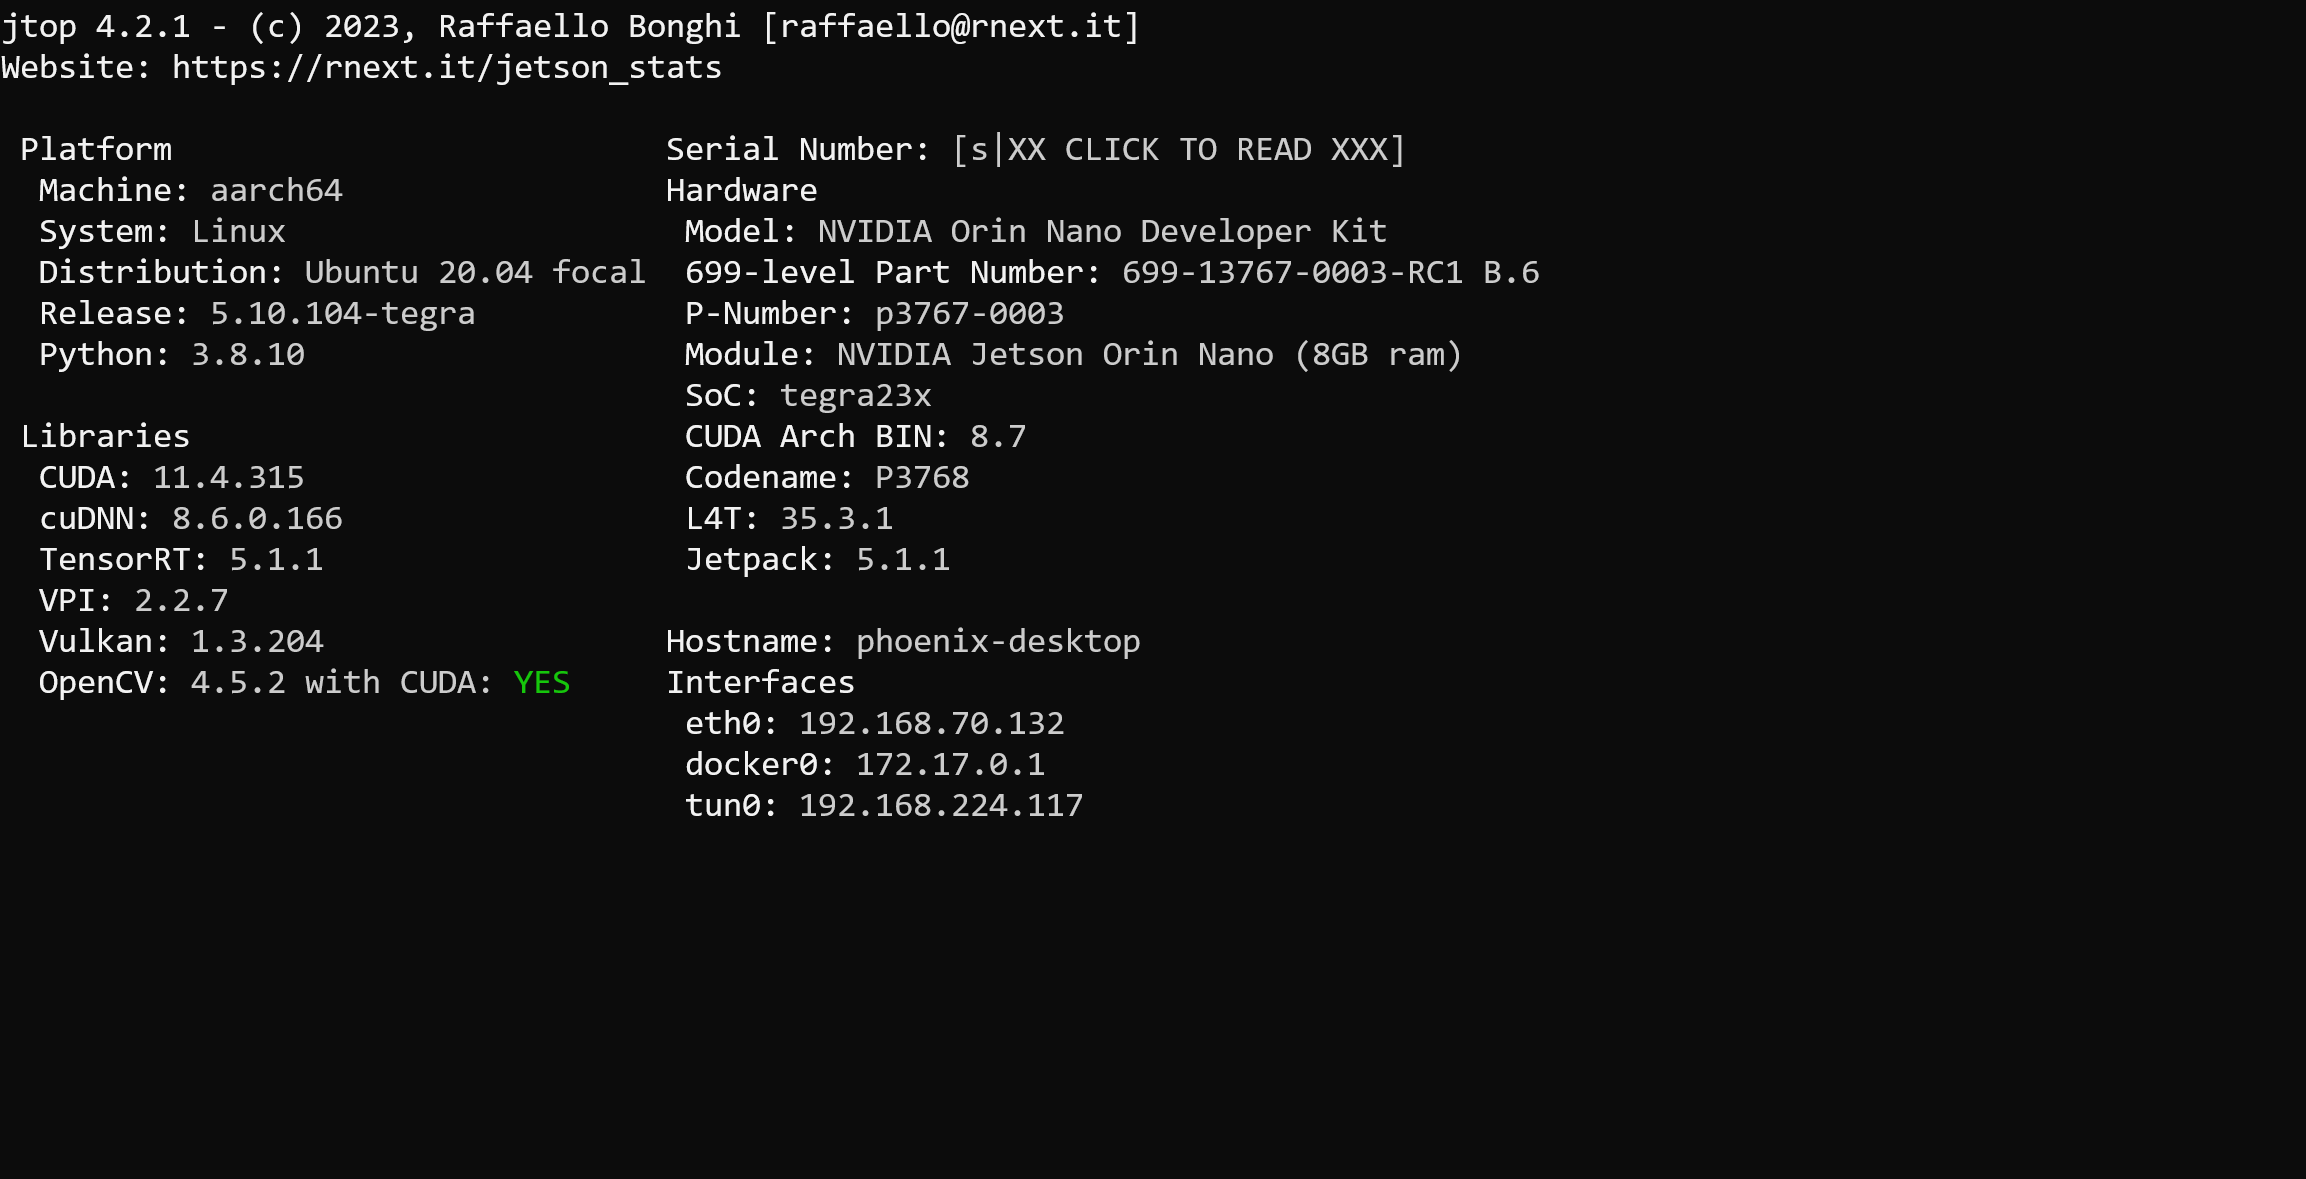 jtop 4.2.1 - (c) 2023, Raffaello Bonghi [raffaello@rnext.it]
Website: https://rnext.it/jetson_stats
Platform
Machine: aarch64
System: Linux
Distribution: Ubuntu 20.04 focal
Release: 5.10.104-tegra
Python: 3.8.10
Libraries
CUDA: 11.4.315
cuDNN: 8.6.0.166
TensorRT: 5.1.1
VPI: 2.2.7
Vulkan: 1.3.204
OpenCV: 4.5.2 with CUDA: YES
Serial Number: [s|XX CLICK TO READ XXX]
Hardware
Model: NVIDIA Orin Nano Developer Kit
699-level Part Number: 699-13767-0003-RC1 B.6
P-Number: p3767-0003
Module: NVIDIA Jetson Orin Nano (8GB ram)
SoC: tegra23x
CUDA Arch BIN: 8.7
Codename: P3768
L4T: 35.3.1
Jetpack: 5.1.1
Hostname: phoenix-desktop
Interfaces
eth0: 192.168.70.132
docker0: 172.17.0.1
tun0: 192.168.224.117